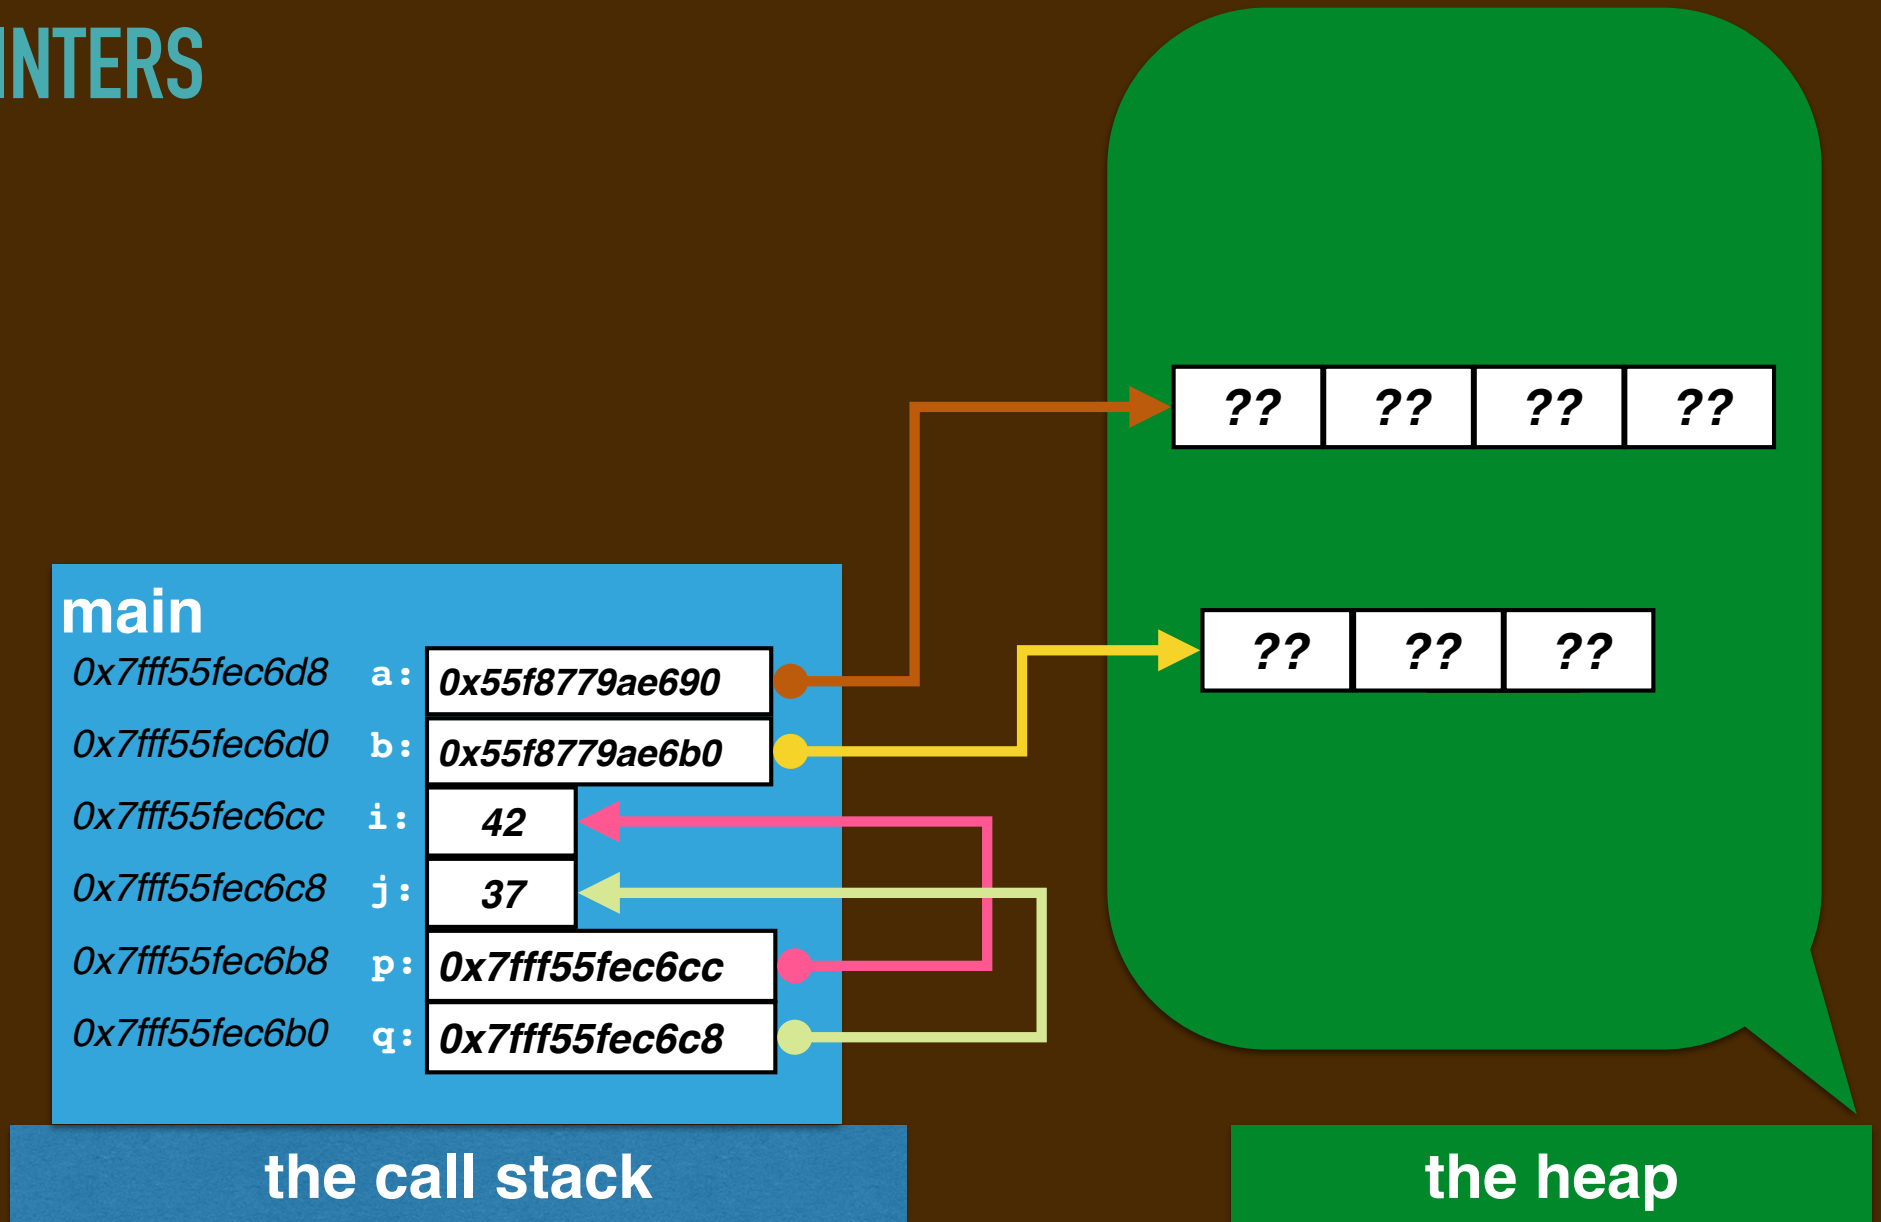 INTERS
?? ?? ?? ??
main
?? ?? ??
0x7fff55fec6d8 a: 0x55f8779ae690
0x7fff55fec6d0 b: 0x55f8779ae6b0
0x7fff55fec6cc i: 42
0x7fff55fec6c8 j: 37
0x7fff55fec6b8 p: 0x7fff55fec6cc
0x7fff55fec6b0 q: 0x7fff55fec6c8
the call stack
the heap